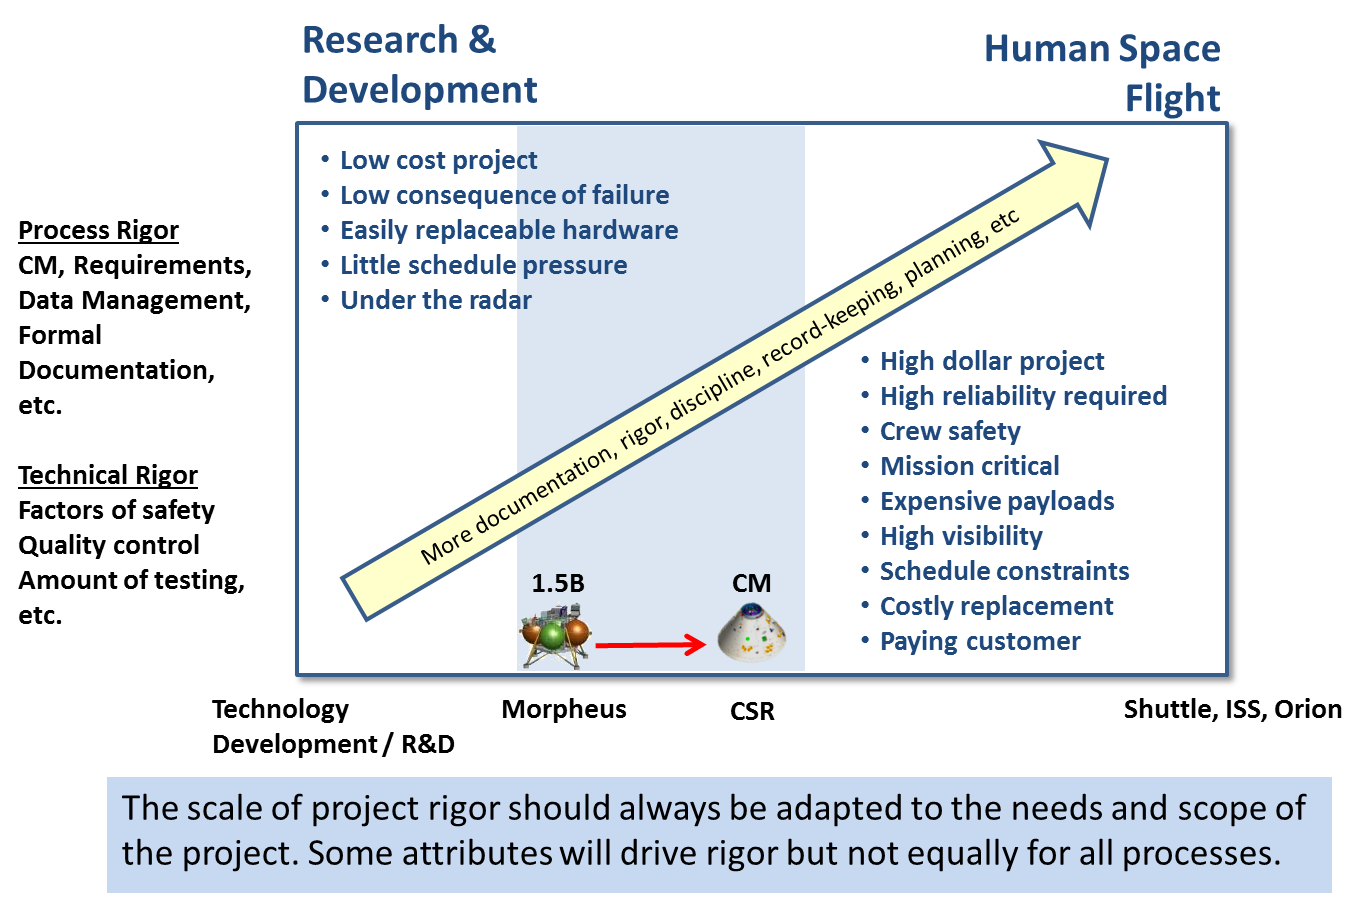 Research &
Development
Human Space
Flight
• Low cost project
• Low consequence of failure
• Easily replaceable hardware
• Little schedule pressure
• Under the radar
Process Rigor
CM, Requirements,
Data Management,
Formal
Documentation,
etc.
Technical Rigor
Factors of safety
Quality control
Amount of testing,
etc.
More documentation, rigor, discipline, record-keeping, planning, etc
• High dollar project
• High reliability required
• Crew safety
• Mission critical
• Expensive payloads
• High visibility
• Schedule constraints
• Costly replacement
• Paying customer
1.5B
CM
Technology
Development / R&D
Morpheus
CSR
Shuttle, ISS, Orion
The scale of project rigor should always be adapted to the needs and scope of
the project. Some attributes will drive rigor but not equally for all processes.